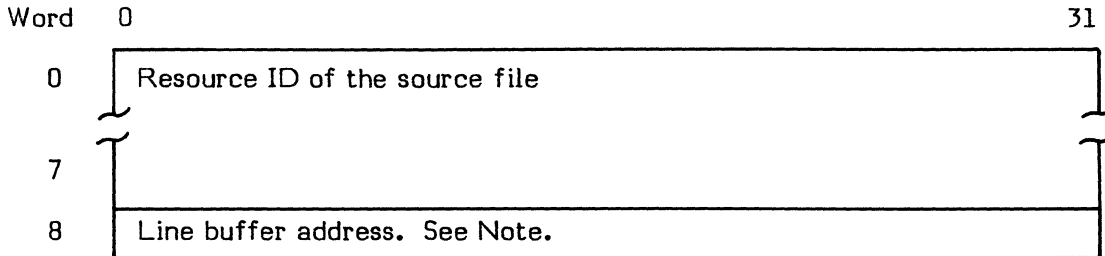 Word 0 31
0 Resource ID of the source file
7
8 Line buffer address. See Note.